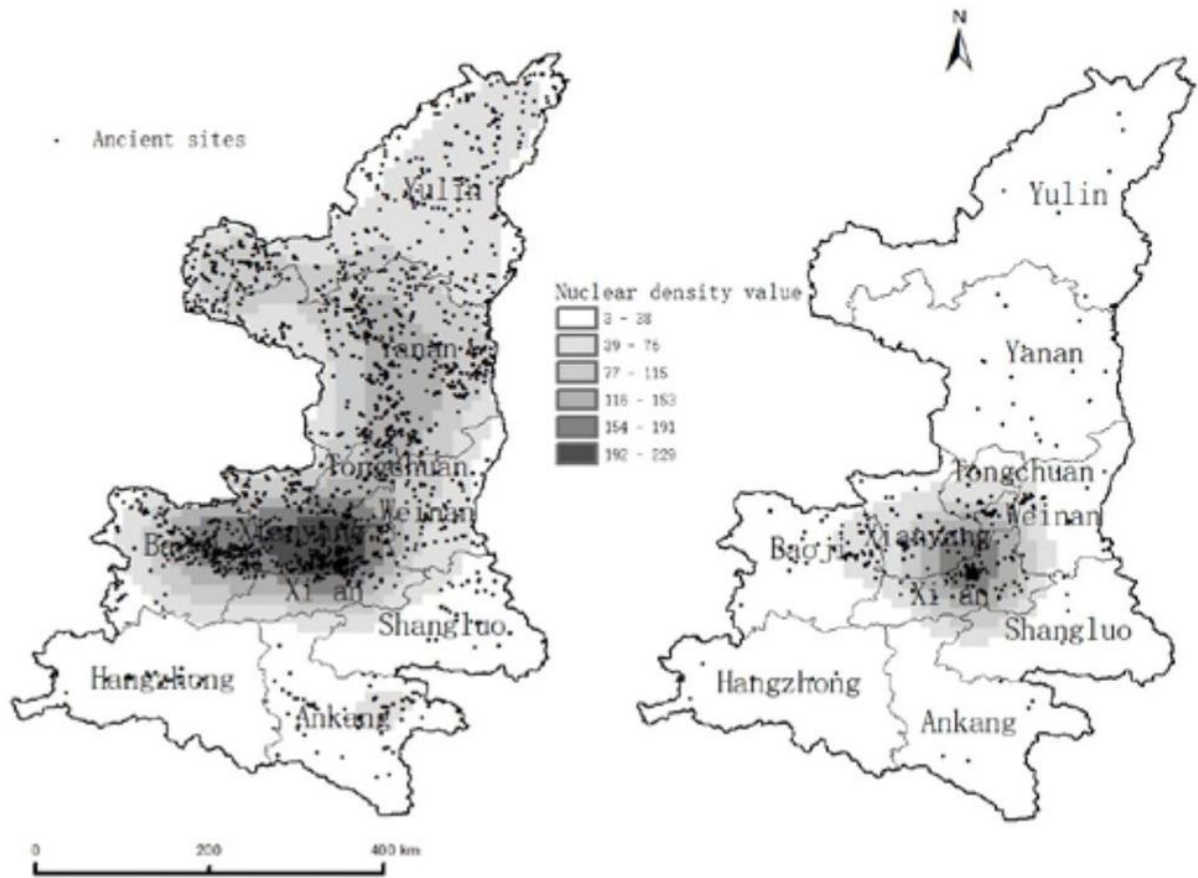 N
Ancient sites
Yulin
Yulin
Nuclear density value
3 - 38
39 - 76
77 - 115
116 - 153
154 - 191
192 - 229
Yanan
Yanan
Tongchuan
Tongchuan
Weinan
Weinan
Xianyang
Baoji
Xianyang
Xi an
Xi an
Shangluo
Shangluo
Hangzhong
Hangzhong
Ankang
Ankang
0 200 400 km